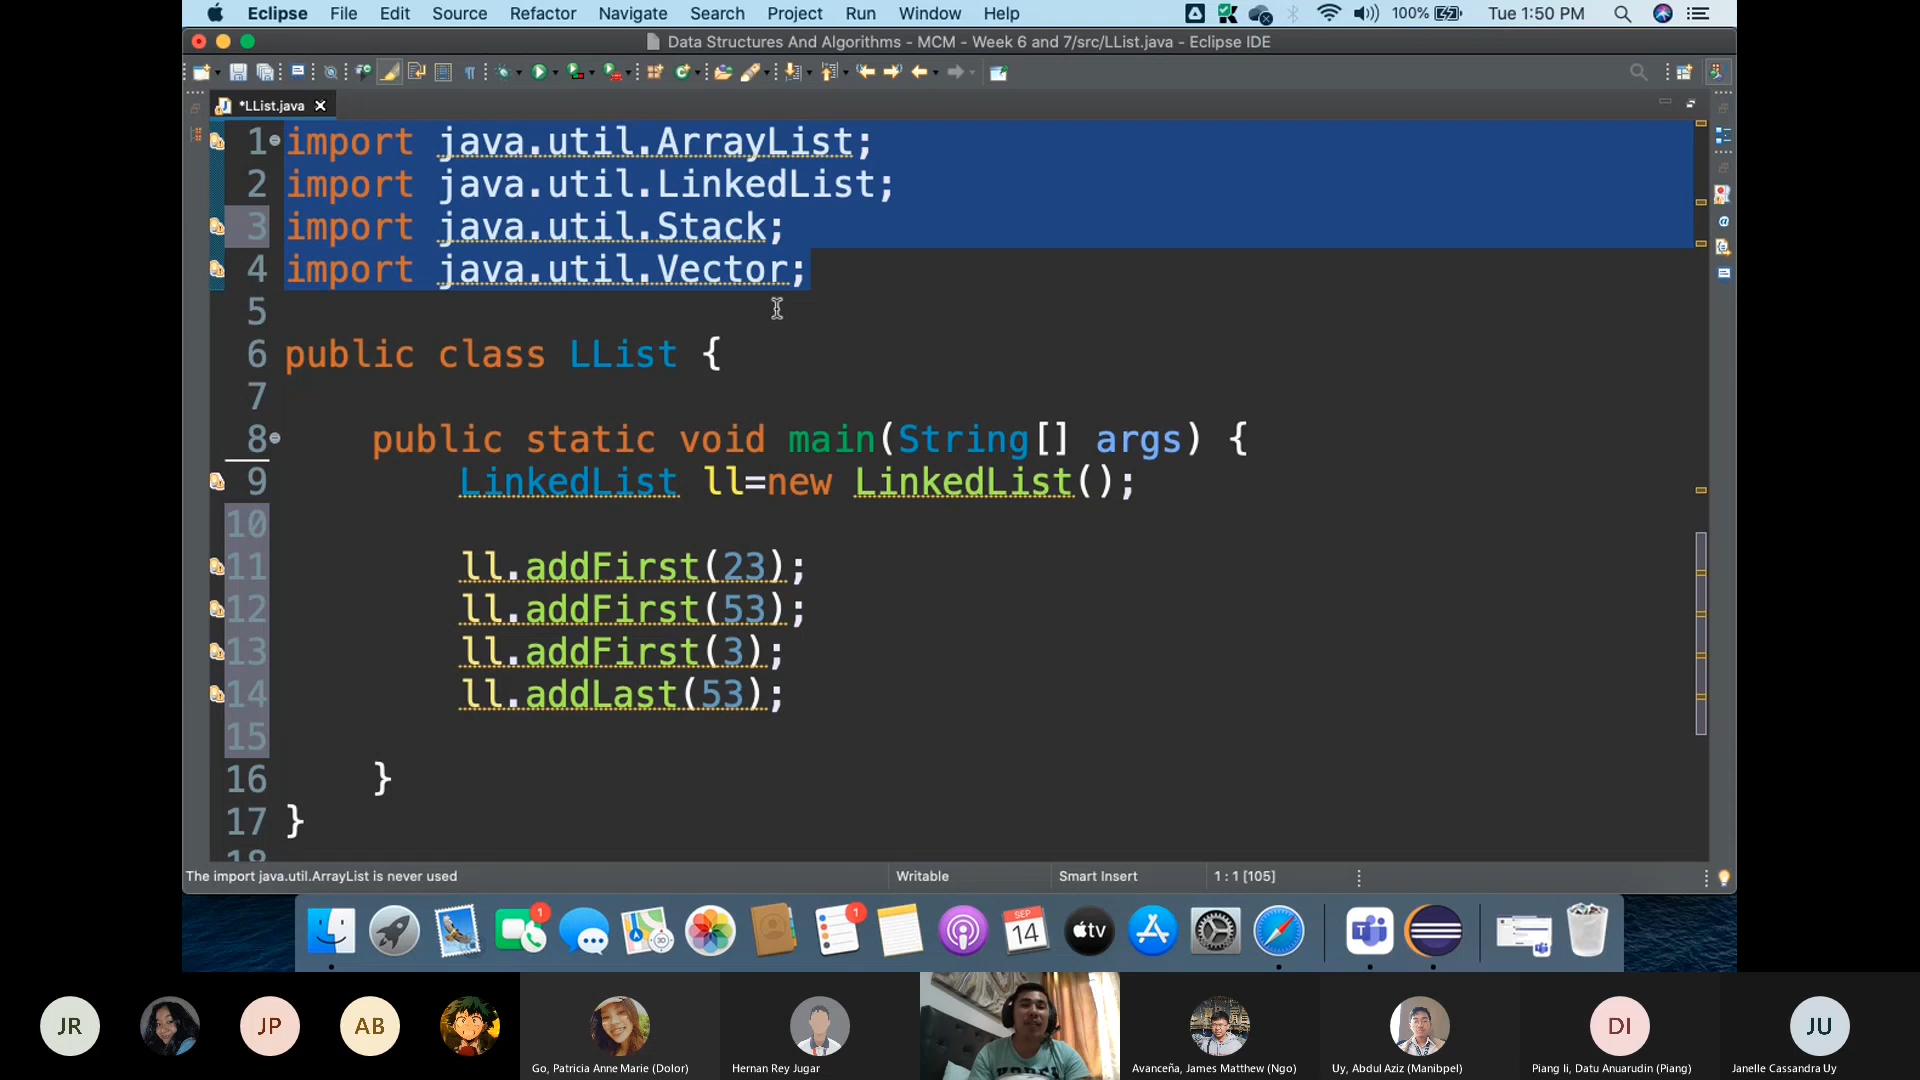 Eclipse File Edit Source Refactor Navigate Search Project Run Window Help 100% Tue 1:50 PM
Data Structures And Algorithms - MCM - Week 6 and 7/src/LList.java - Eclipse IDE
*LList.java
1 import java.util.ArrayList;
2 import java.util.LinkedList;
3 import java.util.Stack;
4 import java.util.Vector;
5
6 public class LList {
7
8 public static void main(String[] args) {
9 LinkedList ll=new LinkedList();
10
11 ll.addFirst(23);
12 ll.addFirst(53);
13 ll.addFirst(3);
14 ll.addLast(53);
15
16 }
17 }
18
The import java.util.ArrayList is never used Writable Smart Insert 1 : 1 [105]
1 1 SEP 14 tv
JR JP AB DI JU
Go, Patricia Anne Marie (Dolor) Hernan Rey Jugar Avanceña, James Matthew (Ngo) Uy, Abdul Aziz (Manibpel) Piang Ii, Datu Anuarudin (Piang) Janelle Cassandra Uy